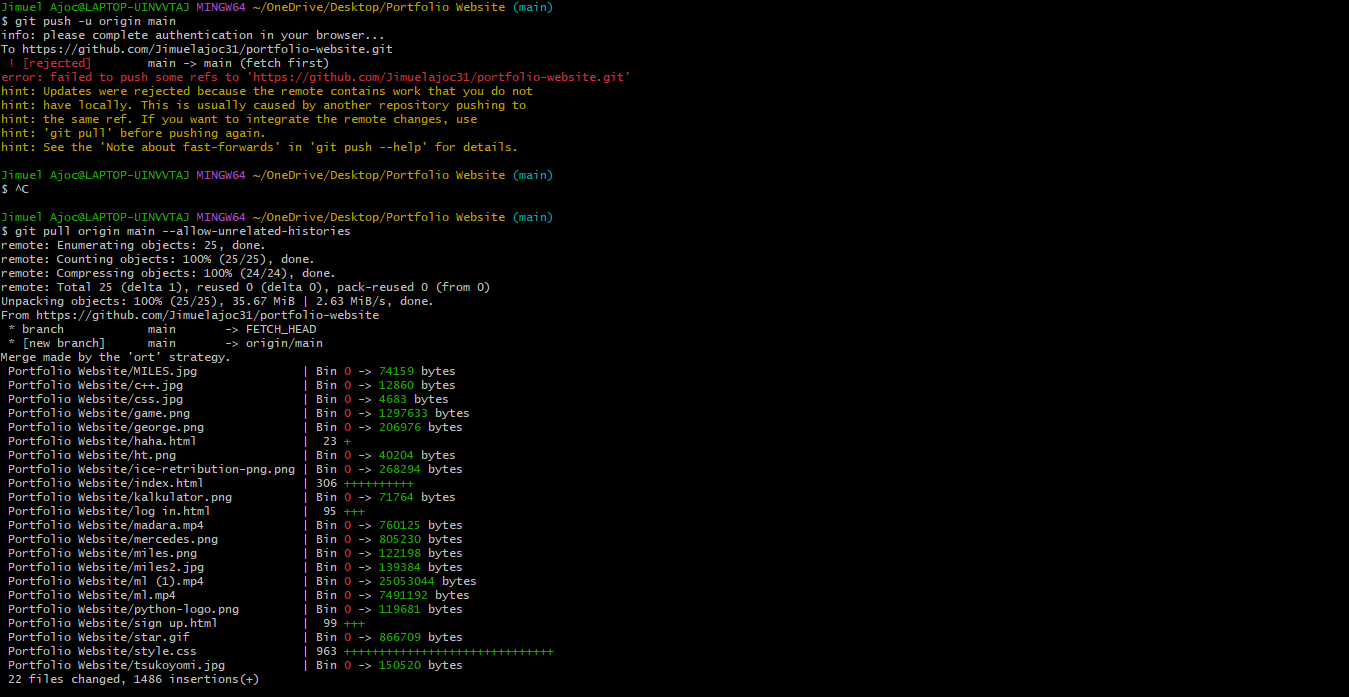 Jimuel Ajoc@LAPTOP-UINVVTAJ MINGW64 ~/OneDrive/Desktop/Portfolio Website (main)
$ git push -u origin main
info: please complete authentication in your browser...
To https://github.com/Jimuelajoc31/portfolio-website.git
 ! [rejected]        main -> main (fetch first)
error: failed to push some refs to 'https://github.com/Jimuelajoc31/portfolio-website.git'
hint: Updates were rejected because the remote contains work that you do not
hint: have locally. This is usually caused by another repository pushing to
hint: the same ref. If you want to integrate the remote changes, use
hint: 'git pull' before pushing again.
hint: See the 'Note about fast-forwards' in 'git push --help' for details.
Jimuel Ajoc@LAPTOP-UINVVTAJ MINGW64 ~/OneDrive/Desktop/Portfolio Website (main)
$ ^C
Jimuel Ajoc@LAPTOP-UINVVTAJ MINGW64 ~/OneDrive/Desktop/Portfolio Website (main)
$ git pull origin main --allow-unrelated-histories
remote: Enumerating objects: 25, done.
remote: Counting objects: 100% (25/25), done.
remote: Compressing objects: 100% (24/24), done.
remote: Total 25 (delta 1), reused 0 (delta 0), pack-reused 0 (from 0)
Unpacking objects: 100% (25/25), 35.67 MiB | 2.63 MiB/s, done.
From https://github.com/Jimuelajoc31/portfolio-website
 * branch            main       -> FETCH_HEAD
 * [new branch]      main       -> origin/main
Merge made by the 'ort' strategy.
 Portfolio Website/MILES.jpg               | Bin 0 -> 74159 bytes
 Portfolio Website/c++.jpg                 | Bin 0 -> 12860 bytes
 Portfolio Website/css.jpg                 | Bin 0 -> 4683 bytes
 Portfolio Website/game.png                | Bin 0 -> 1297633 bytes
 Portfolio Website/george.png              | Bin 0 -> 206976 bytes
 Portfolio Website/haha.html               |  23 +
 Portfolio Website/ht.png                  | Bin 0 -> 40204 bytes
 Portfolio Website/ice-retribution-png.png | Bin 0 -> 268294 bytes
 Portfolio Website/index.html              | 306 ++++++++++
 Portfolio Website/kalkulator.png          | Bin 0 -> 71764 bytes
 Portfolio Website/log in.html             |  95 +++
 Portfolio Website/madara.mp4              | Bin 0 -> 760125 bytes
 Portfolio Website/mercedes.png            | Bin 0 -> 805230 bytes
 Portfolio Website/miles.png               | Bin 0 -> 122198 bytes
 Portfolio Website/miles2.jpg              | Bin 0 -> 139384 bytes
 Portfolio Website/ml (1).mp4              | Bin 0 -> 25053044 bytes
 Portfolio Website/ml.mp4                  | Bin 0 -> 7491192 bytes
 Portfolio Website/python-logo.png         | Bin 0 -> 119681 bytes
 Portfolio Website/sign up.html            |  99 +++
 Portfolio Website/star.gif                | Bin 0 -> 866709 bytes
 Portfolio Website/style.css               | 963 ++++++++++++++++++++++++++++++
 Portfolio Website/tsukoyomi.jpg           | Bin 0 -> 150520 bytes
 22 files changed, 1486 insertions(+)